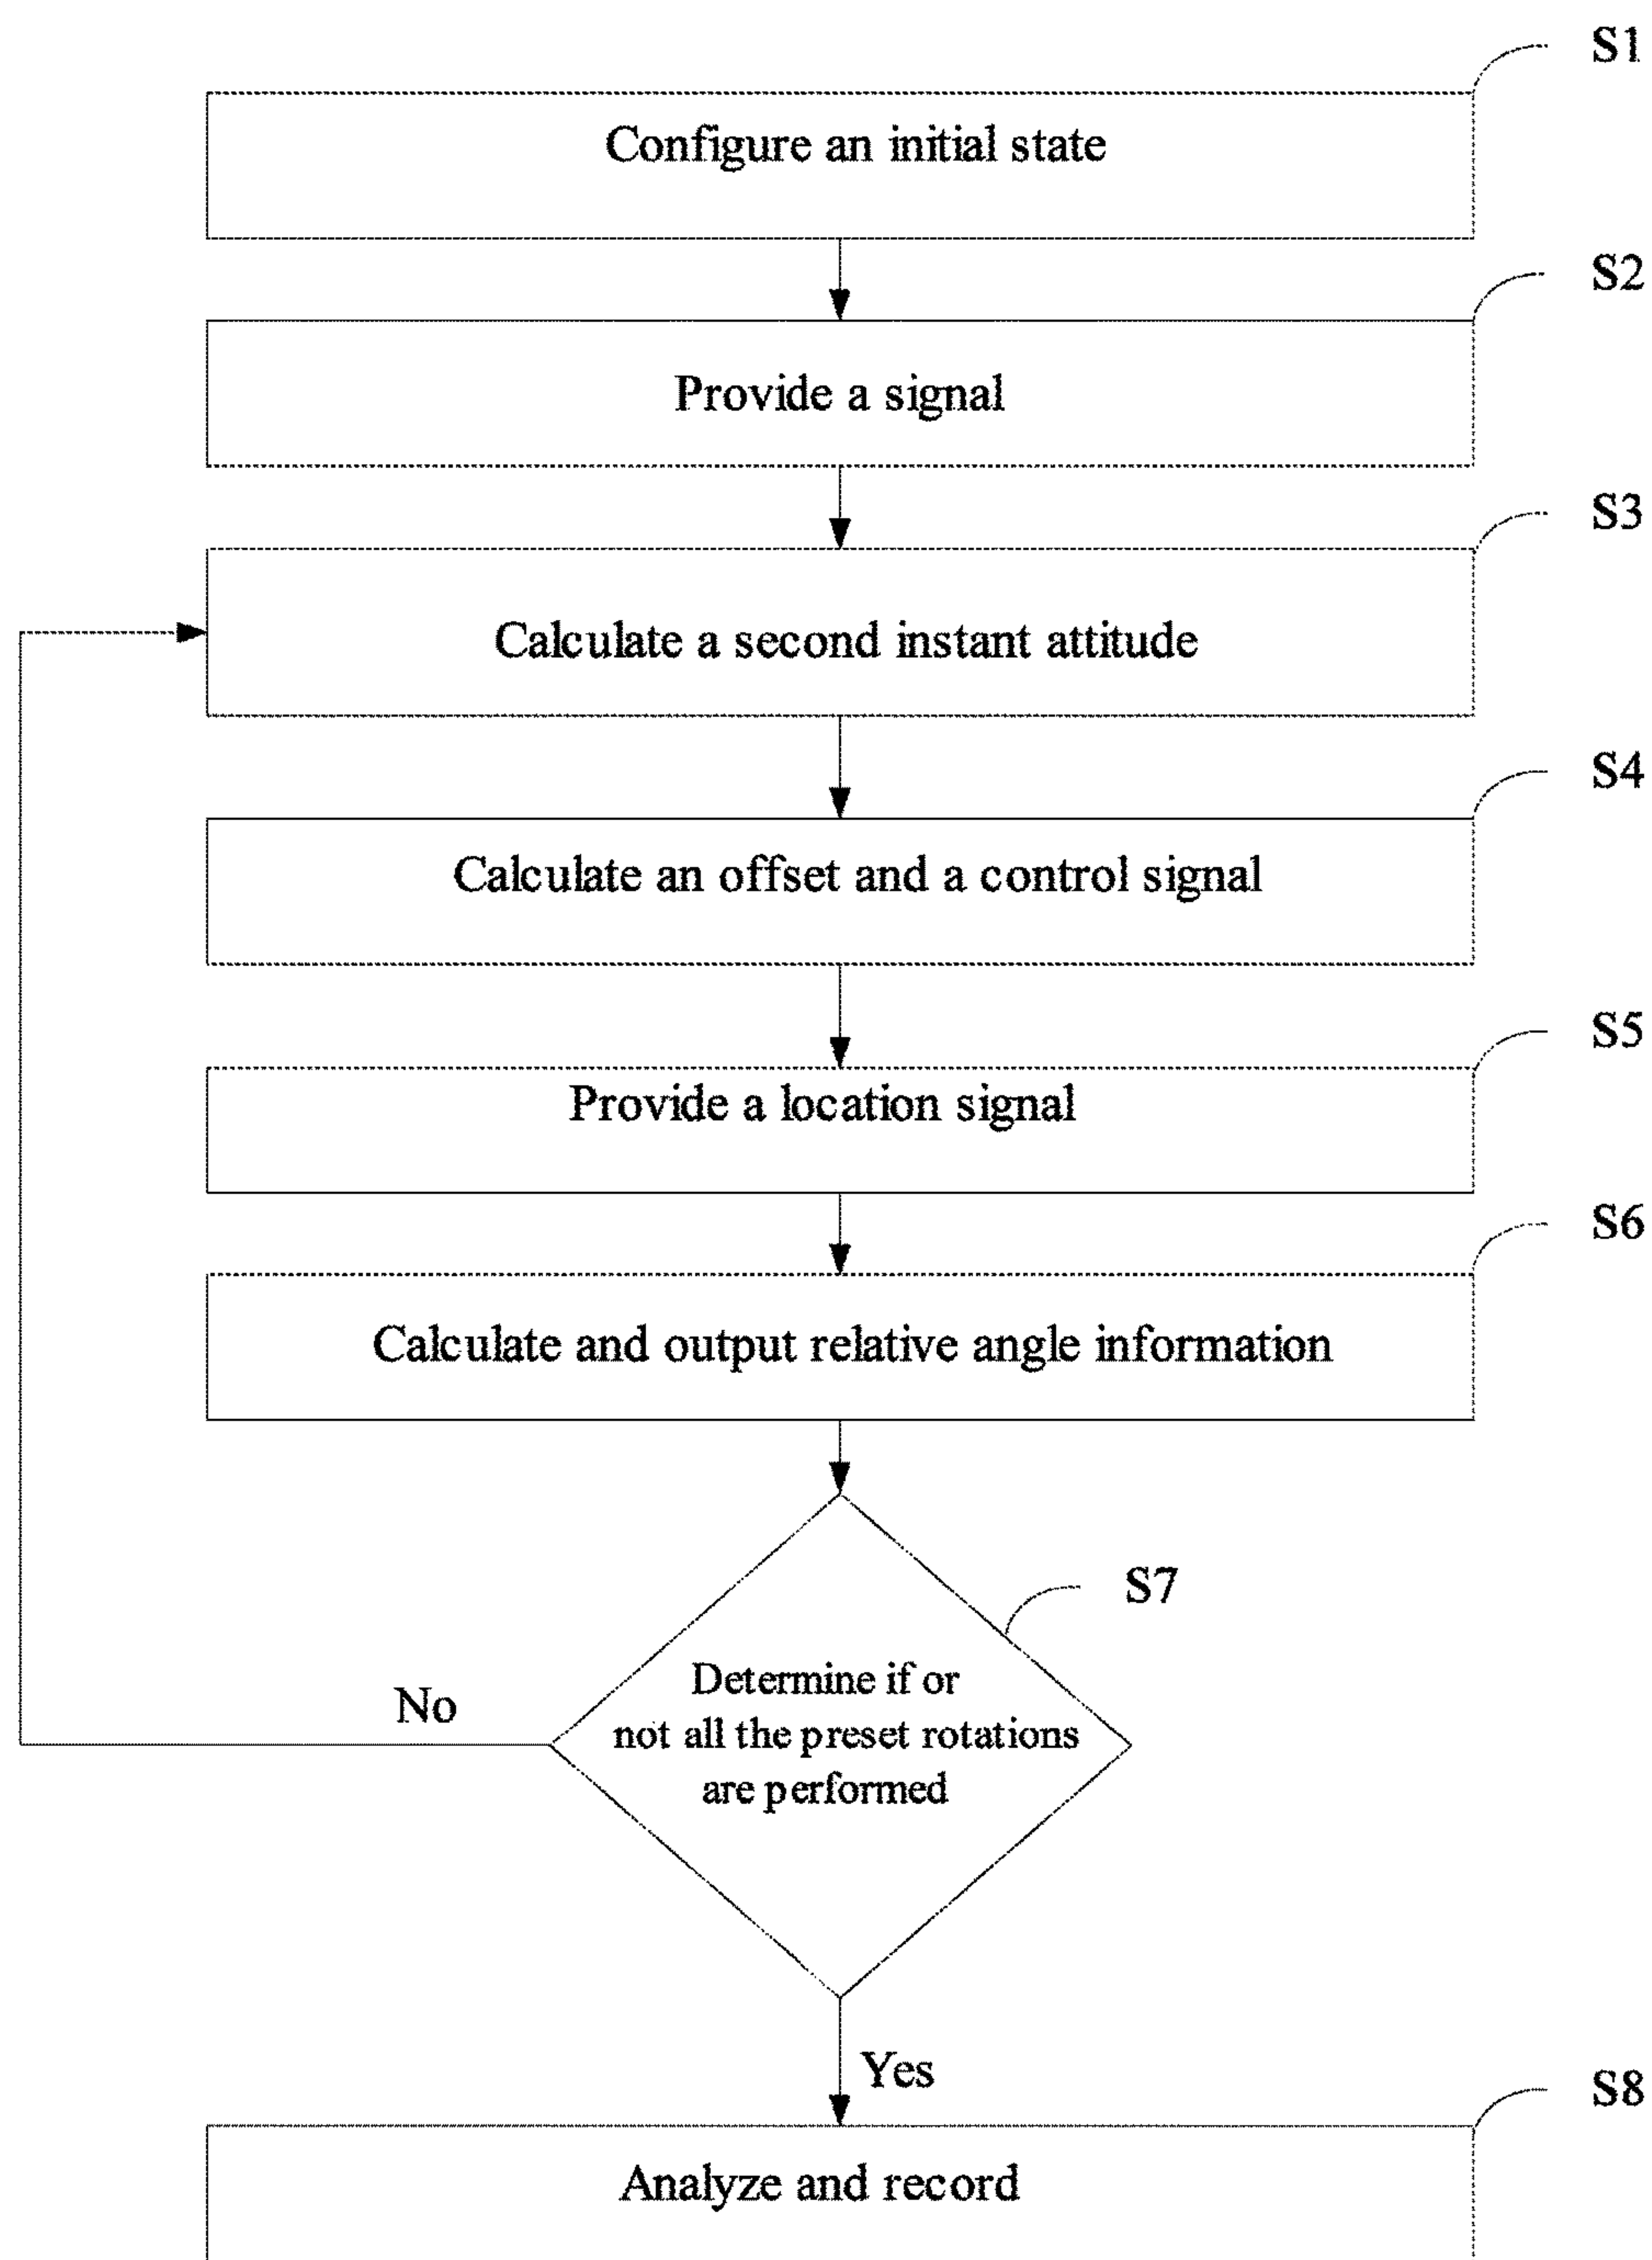 S1
Configure an initial state
S2
Provide a signal
S3
Calculate a second instant attitude
S4
Calculate an offset and a control signal
S5
Provide a location signal
S6
Calculate and output relative angle information
S7
Determine if or
not all the preset rotations
are performed
No
Yes
S8
Analyze and record